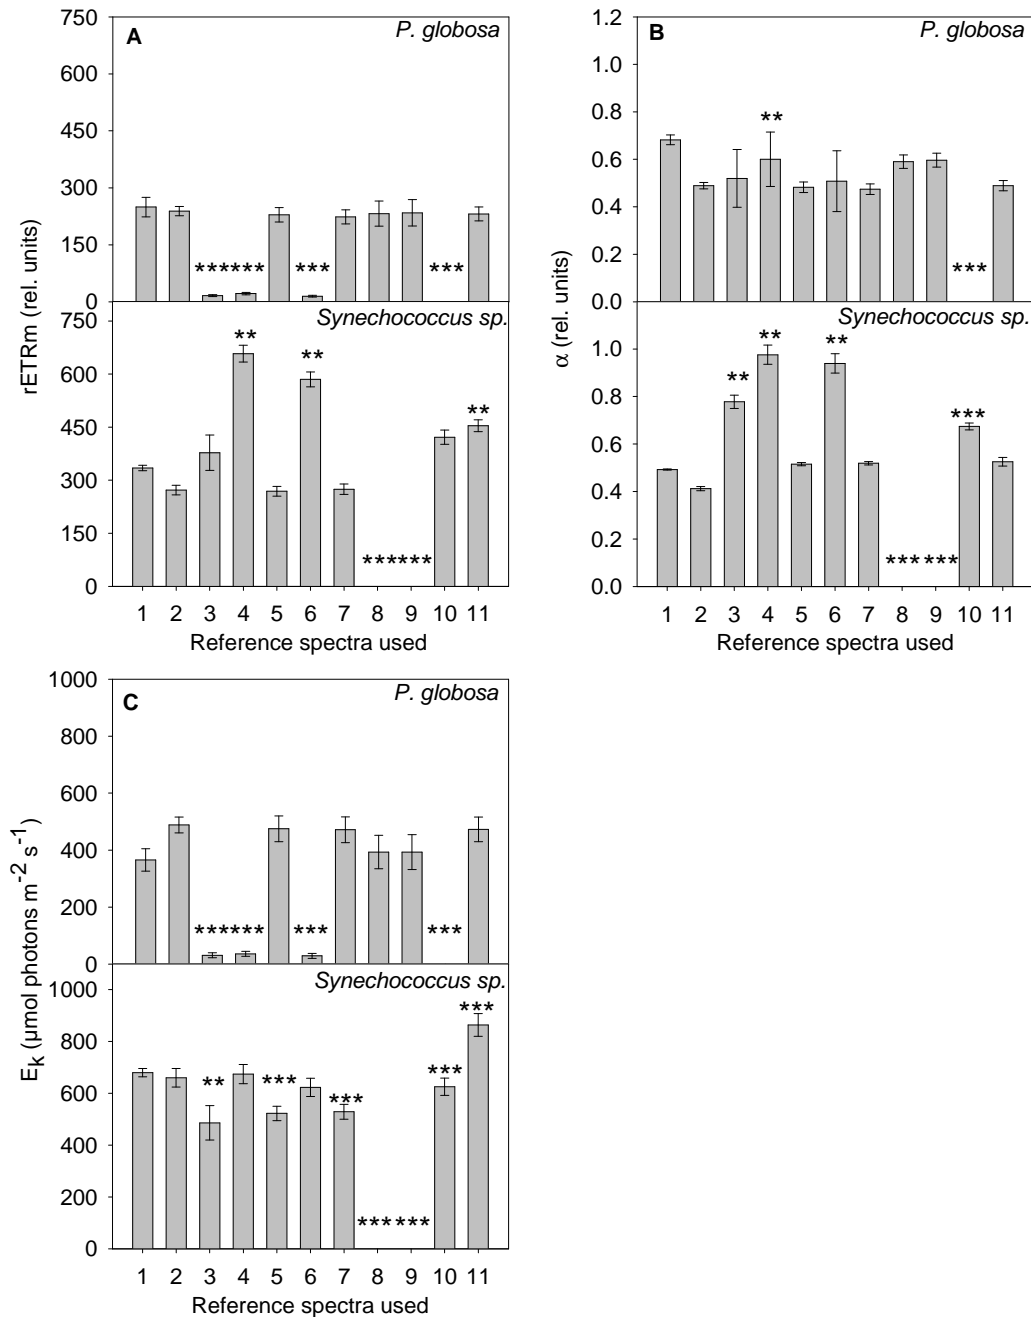 A
P. globosa
750
600
450
300
150
0
*** *** *** ***
rETRm (rel. units)
Synechococcus sp.
750
600
450
300
150
0
** ** ** *** ***
1 2 3 4 5 6 7 8 9 10 11
Reference spectra used
B
P. globosa
1.2
1.0
0.8
0.6
0.4
0.2
0.0
** ***
α (rel. units)
Synechococcus sp.
1.0
0.8
0.6
0.4
0.2
0.0
** ** ** *** *** ***
1 2 3 4 5 6 7 8 9 10 11
Reference spectra used
C
P. globosa
1000
800
600
400
200
0
*** *** *** ***
Ek (µmol photons m-2 s-1)
Synechococcus sp.
1000
800
600
400
200
0
** *** *** *** *** *** ***
1 2 3 4 5 6 7 8 9 10 11
Reference spectra used